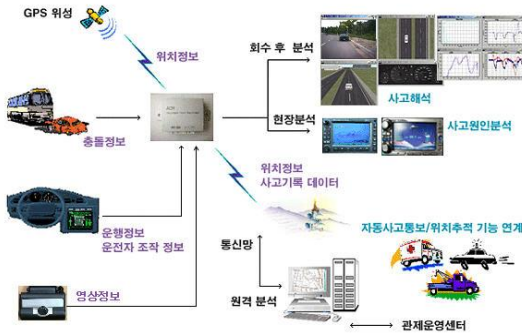 GPS 위성
위치정보
회수 후 분석
사고해석
충돌정보
현장분석
사고원인분석
위치정보
사고기록 데이터
운행정보
운전자 조작 정보
통신망
자동사고통보/위치추적 기능 연계
영상정보
원격 분석
관제운영센터